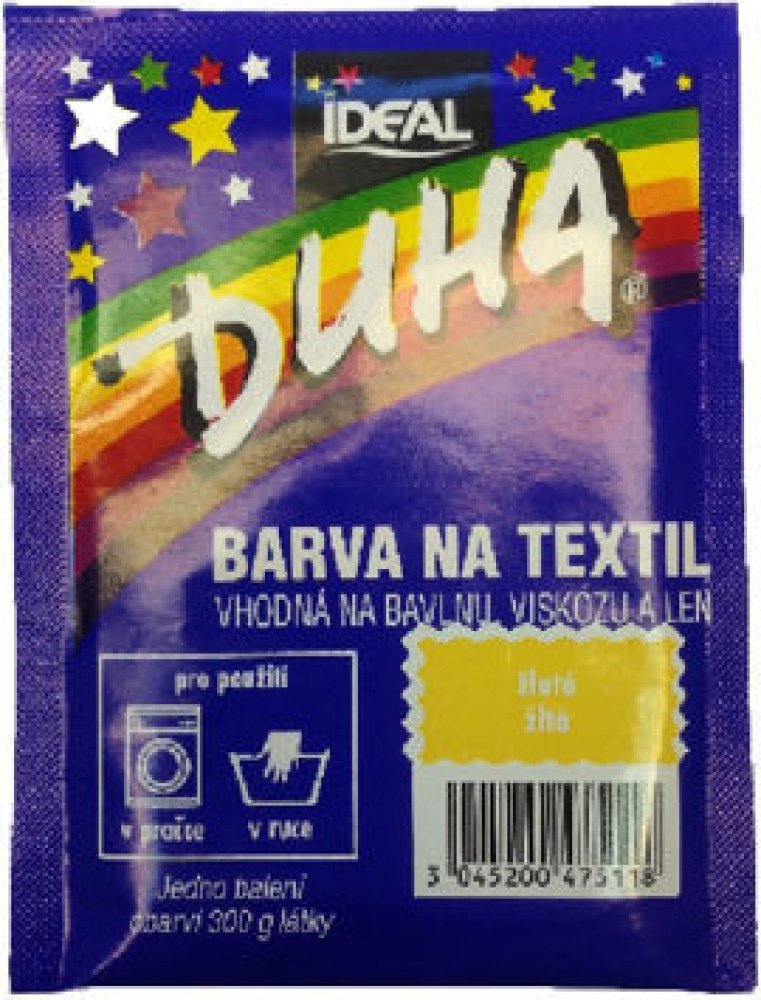 iDEAL
DUHA®
BARVA NA TEXTIL
VHODNÁ NA BAVLNU, VISKÓZU A LEN
pro použití
v pračce
v ruce
žlutá
žlta
3 045200 475118
Jedno balení
obarví 300 g látky